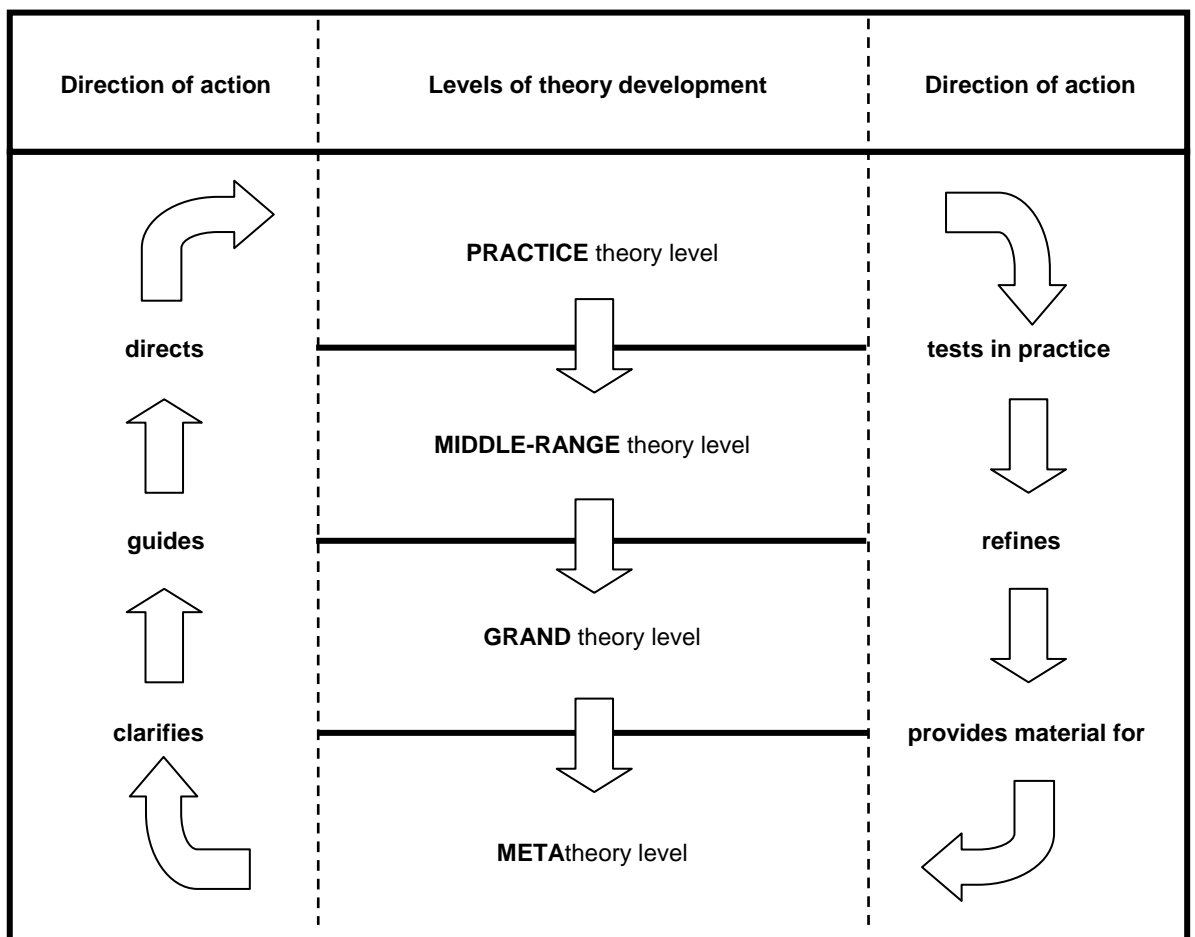 Direction of action
Levels of theory development
Direction of action
PRACTICE theory level
directs
tests in practice
MIDDLE-RANGE theory level
guides
refines
GRAND theory level
clarifies
provides material for
METAtheory level